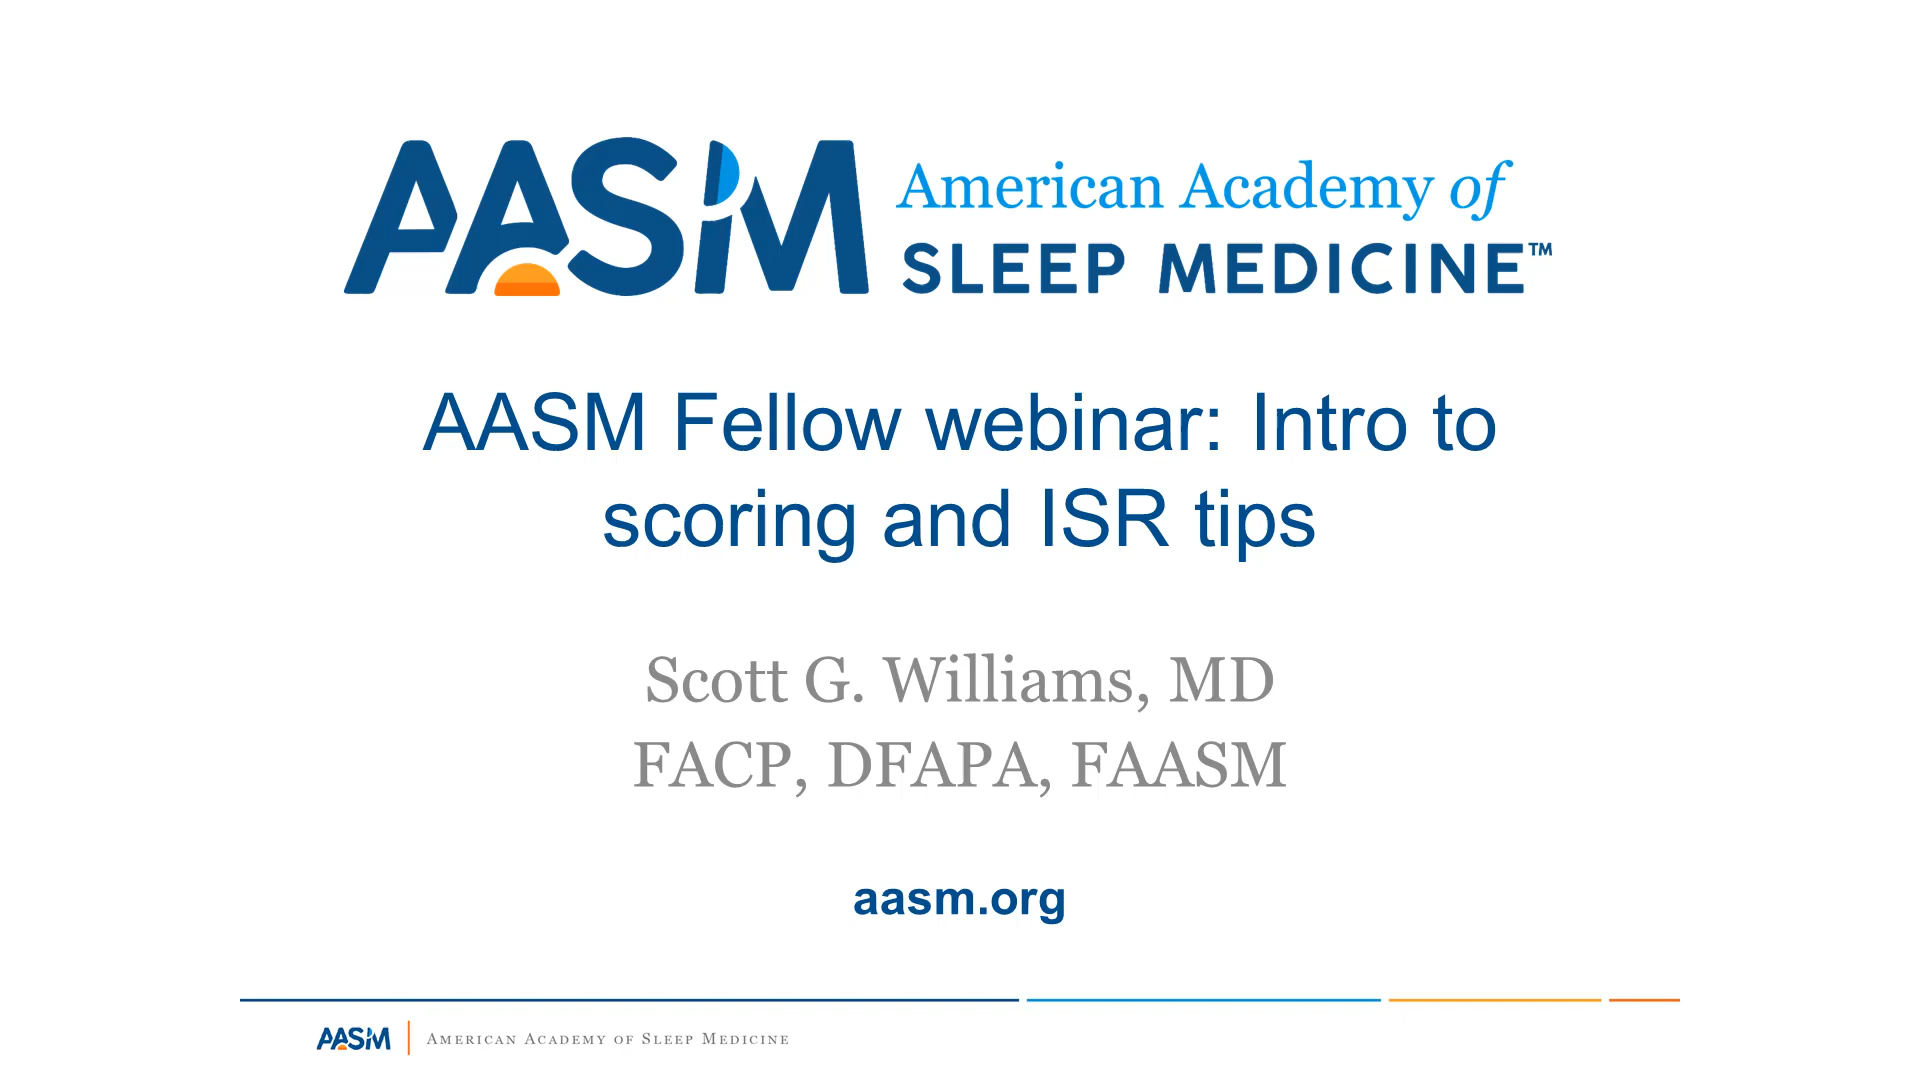 AASM American Academy of
SLEEP MEDICINE™
AASM Fellow webinar: Intro to
scoring and ISR tips
Scott G. Williams, MD
FACP, DFAPA, FAASM
aasm.org
AASM American Academy of Sleep Medicine